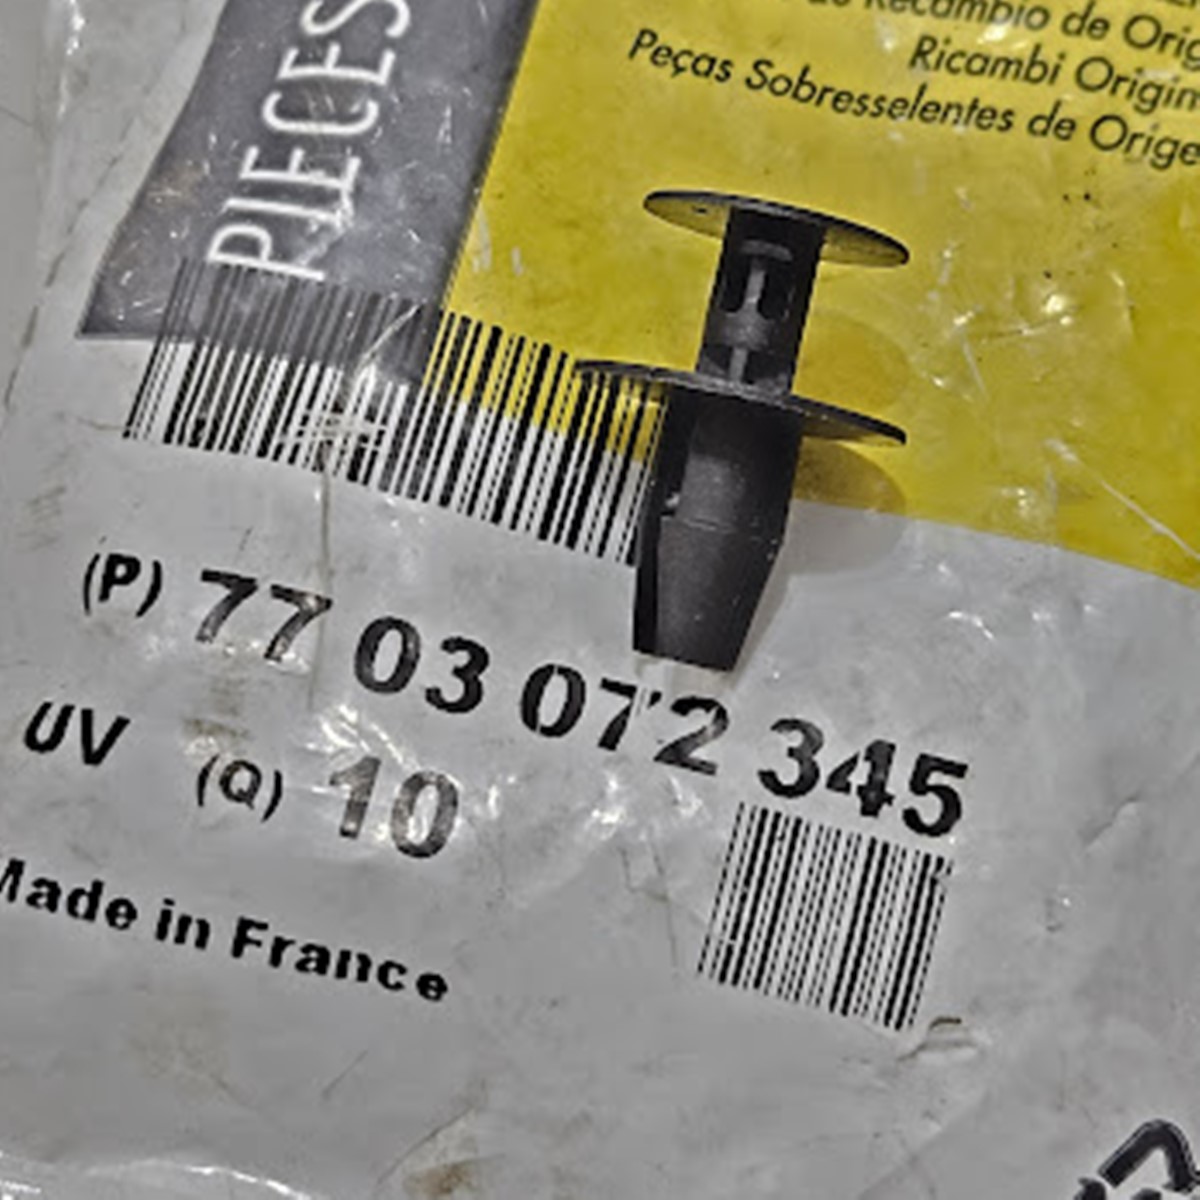 PIECES
Recambio de Orig
Ricambi Origin
Peças Sobresselentes de Orige
(P) 77 03 072 345
UV (Q) 10
Made in France